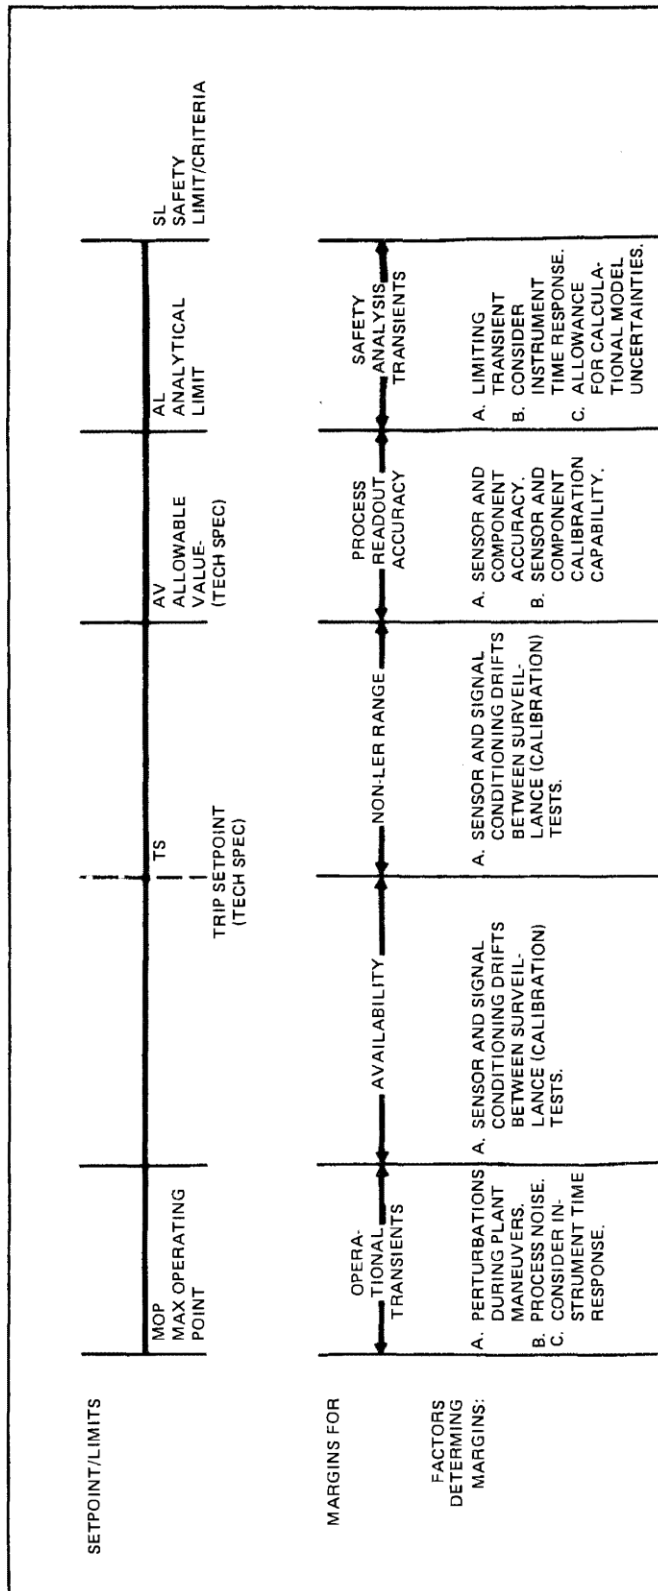 SETPOINT/LIMITS
MOP
MAX OPERATING
POINT
TS
TRIP SETPOINT
(TECH SPEC)
AV
ALLOWABLE
VALUE-
(TECH SPEC)
AL
ANALYTICAL
LIMIT
SL
SAFETY
LIMIT/CRITERIA
MARGINS FOR
OPERA-
TIONAL
TRANSIENTS
AVAILABILITY
NON-LER RANGE
PROCESS
READOUT
ACCURACY
SAFETY
ANALYSIS
TRANSIENTS
FACTORS
DETERMINING
MARGINS:
A. PERTURBATIONS
DURING PLANT
MANEUVERS.
B. PROCESS NOISE.
C. CONSIDER IN-
STRUMENT TIME
RESPONSE.
A. SENSOR AND SIGNAL
CONDITIONING DRIFTS
BETWEEN SURVEIL-
LANCE (CALIBRATION)
TESTS.
A. SENSOR AND SIGNAL
CONDITIONING DRIFTS
BETWEEN SURVEIL-
LANCE (CALIBRATION)
TESTS.
A. SENSOR AND
COMPONENT
ACCURACY.
B. SENSOR AND
COMPONENT
CALIBRATION
CAPABILITY.
A. LIMITING
TRANSIENT
B. CONSIDER
INSTRUMENT
TIME RESPONSE.
C. ALLOWANCE
FOR CALCULA-
TIONAL MODEL
UNCERTAINTIES.